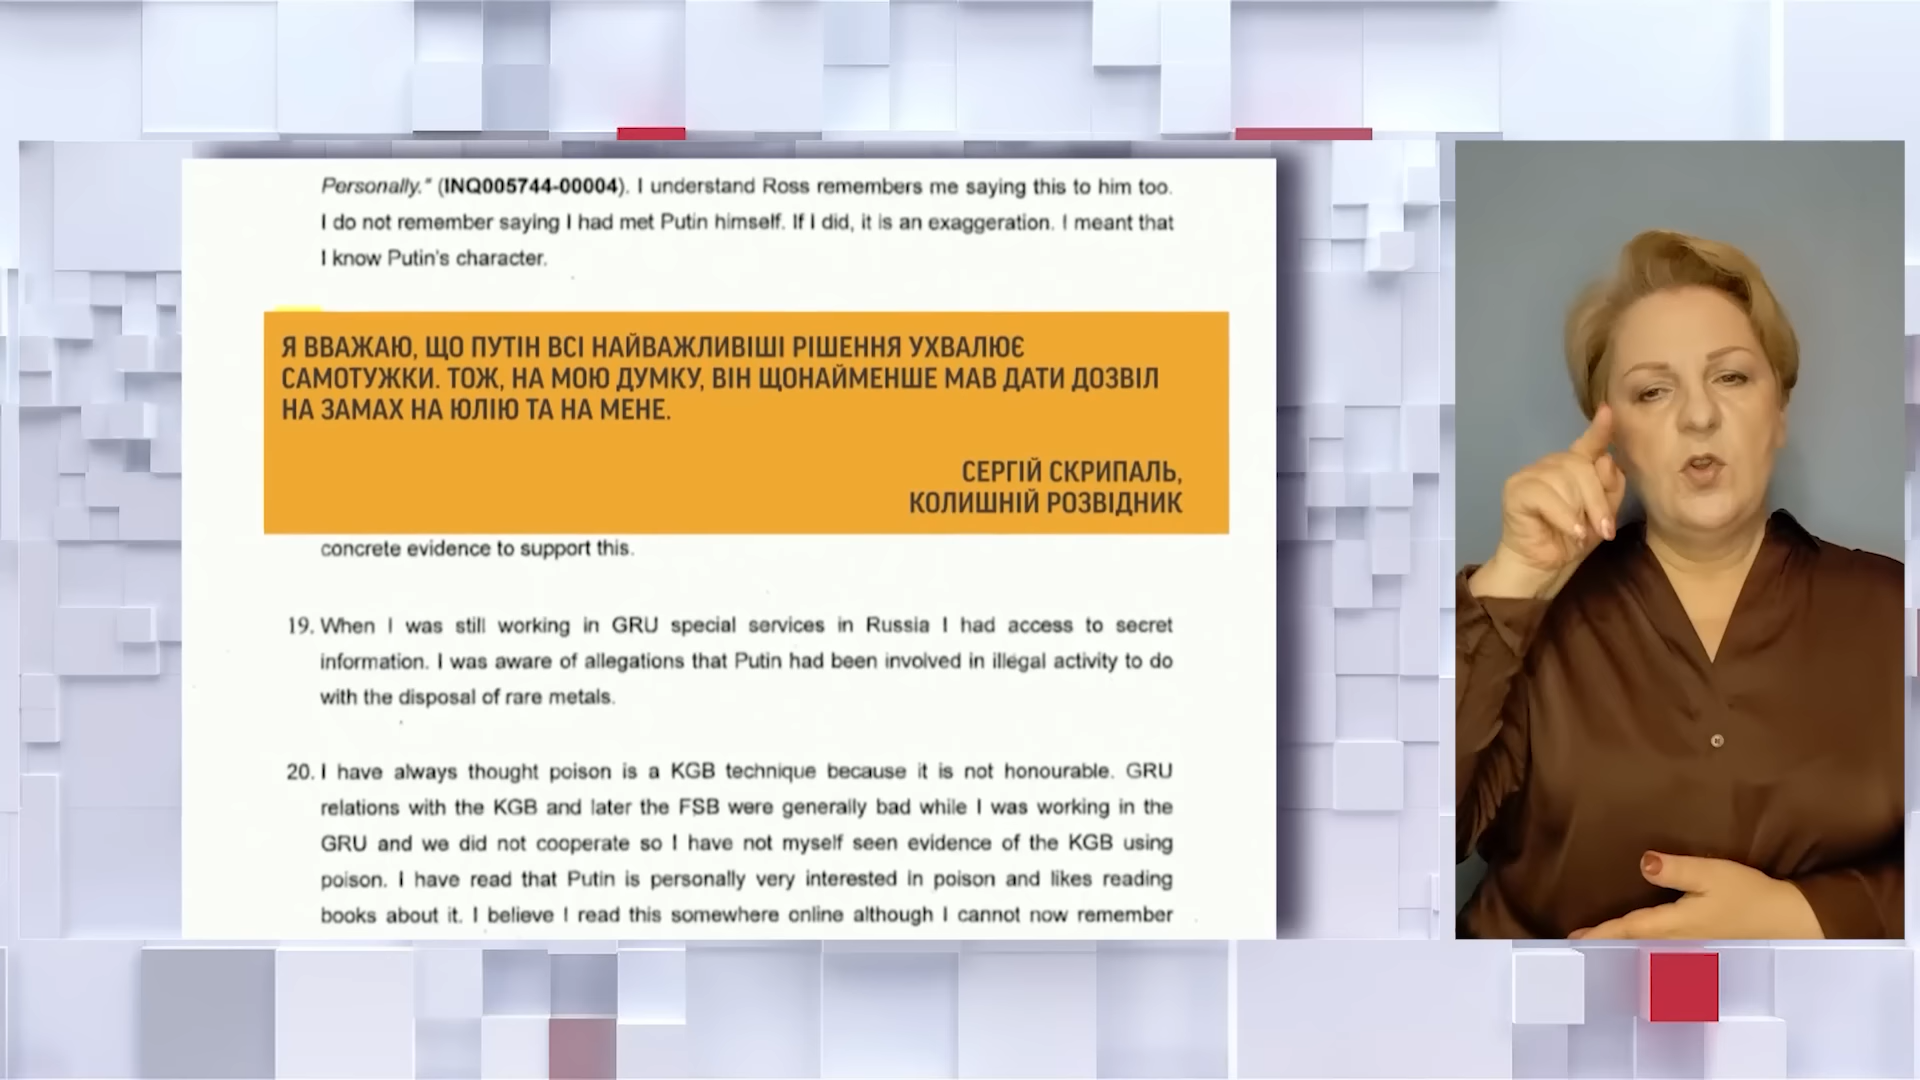 Personally." (INQ005744-00004). I understand Ross remembers me saying this to him too.
I do not remember saying I had met Putin himself. If I did, it is an exaggeration. I meant that
I know Putin's character.
Я ВВАЖАЮ, ЩО ПУТІН ВСІ НАЙВАЖЛИВІШІ РІШЕННЯ УХВАЛЮЄ
САМОТУЖКИ. ТОЖ, НА МОЮ ДУМКУ, ВІН ЩОНАЙМЕНШЕ МАВ ДАТИ ДОЗВІЛ
НА ЗАМАХ НА ЮЛІЮ ТА НА МЕНЕ.
СЕРГІЙ СКРИПАЛЬ,
КОЛИШНІЙ РОЗВІДНИК
concrete evidence to support this.
19. When I was still working in GRU special services in Russia I had access to secret
information. I was aware of allegations that Putin had been involved in illegal activity to do
with the disposal of rare metals.
20. I have always thought poison is a KGB technique because it is not honourable. GRU
relations with the KGB and later the FSB were generally bad while I was working in the
GRU and we did not cooperate so I have not myself seen evidence of the KGB using
poison. I have read that Putin is personally very interested in poison and likes reading
books about it. I believe I read this somewhere online although I cannot now remember